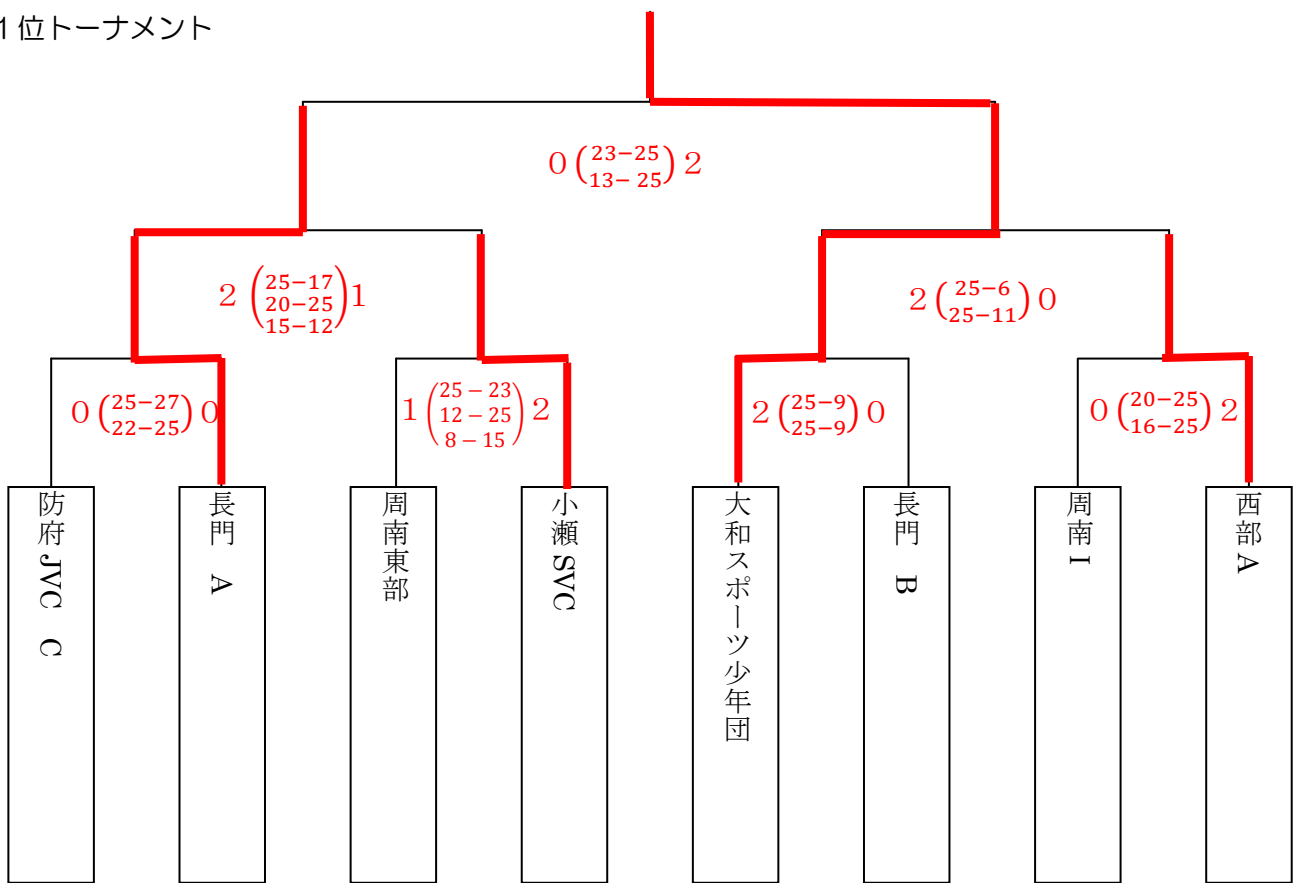 1位トーナメント
0 (23-25 13-25) 2
2 (25-17 20-25 15-12) 1
2 (25-6 25-11) 0
0 (25-27 22-25) 0
1 (25-23 12-25 8-15) 2
2 (25-9 25-9) 0
0 (20-25 16-25) 2
防府JVC C
長門 A
周南東部
小瀬SVC
大和スポーツ少年団
長門 B
周南I
西部A